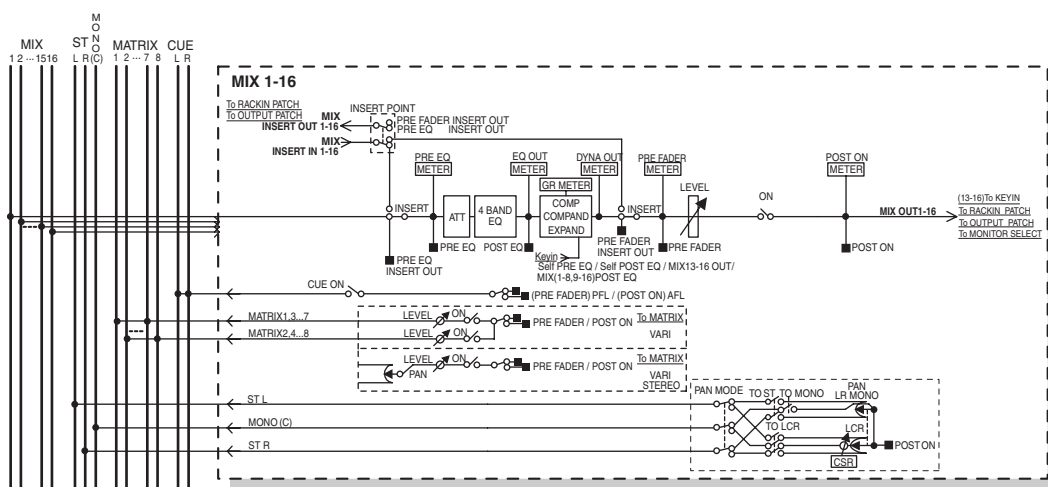 MIX
ST
MONO(C)
MATRIX
CUE
1 2 ... 15 16
L R
1 2 ... 7 8
L R
MIX 1-16
To RACKIN PATCH
To OUTPUT PATCH
MIX
INSERT OUT 1-16
MIX
INSERT IN 1-16
INSERT POINT
PRE FADER INSERT OUT
PRE EQ INSERT OUT
PRE EQ
METER
EQ OUT
METER
DYNA OUT
METER
PRE FADER
METER
POST ON
METER
GR METER
LEVEL
ON
INSERT
ATT
4 BAND
EQ
COMP
COMPAND
EXPAND
INSERT
MIX OUT1-16
(13-16)To KEYIN
To RACKIN PATCH
To OUTPUT PATCH
To MONITOR SELECT
PRE EQ
POST EQ
PRE FADER
INSERT OUT
PRE FADER
POST ON
PRE EQ
INSERT OUT
Keyin
Self PRE EQ / Self POST EQ / MIX13-16 OUT/
MIX(1-8,9-16)POST EQ
CUE ON
(PRE FADER) PFL / (POST ON) AFL
MATRIX1,3...7
LEVEL
ON
PRE FADER / POST ON
To MATRIX
MATRIX2,4...8
LEVEL
ON
VARI
LEVEL
ON
PAN
PRE FADER / POST ON
To MATRIX
VARI
STEREO
PAN MODE
TO ST
TO MONO
PAN
LR MONO
ST L
MONO (C)
TO LCR
LCR
ST R
POST ON
CSR